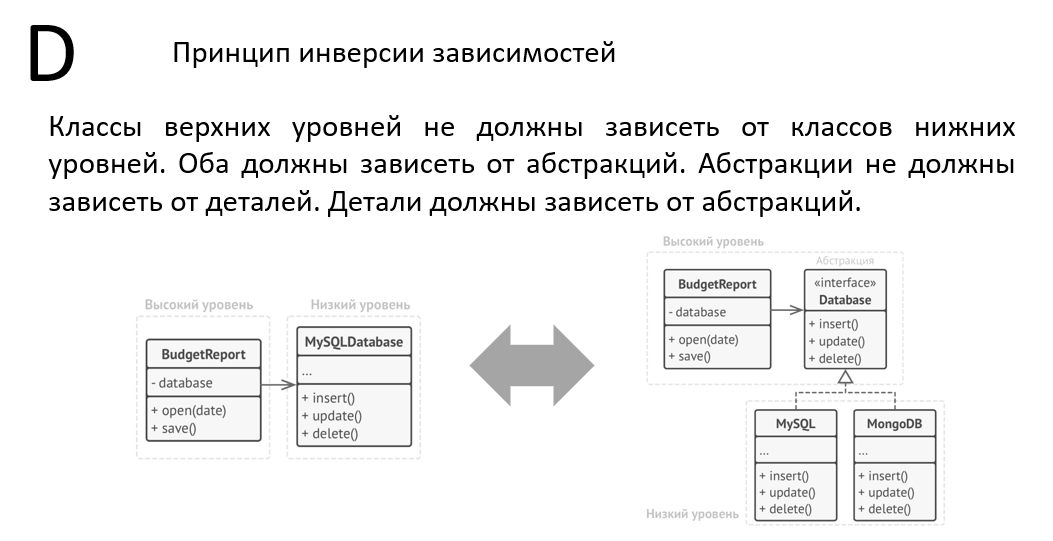 D
Принцип инверсии зависимостей
Классы верхних уровней не должны зависеть от классов нижних
уровней. Оба должны зависеть от абстракций. Абстракции не должны
зависеть от деталей. Детали должны зависеть от абстракций.
Высокий уровень
BudgetReport
- database
+ open(date)
+ save()
Низкий уровень
MySQLDatabase
...
+ insert()
+ update()
+ delete()
Высокий уровень
BudgetReport
- database
+ open(date)
+ save()
Абстракция
«interface»
Database
+ insert()
+ update()
+ delete()
Низкий уровень
MySQL
...
+ insert()
+ update()
+ delete()
MongoDB
...
+ insert()
+ update()
+ delete()